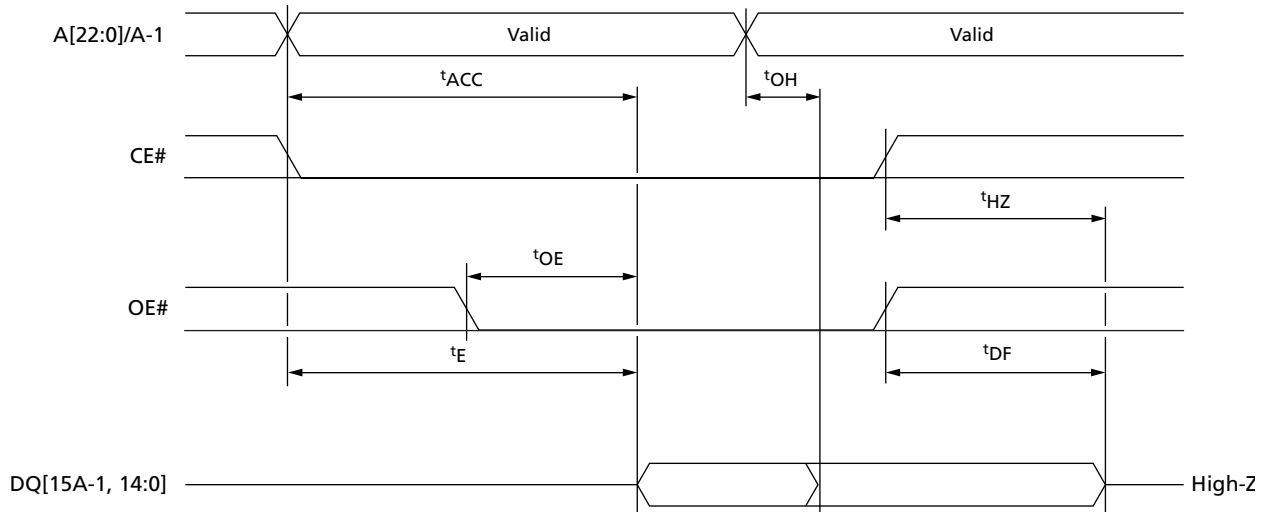 A[22:0]/A-1
Valid
Valid
tACC
tOH
CE#
tHZ
tOE
OE#
tE
tDF
DQ[15A-1, 14:0]
High-Z